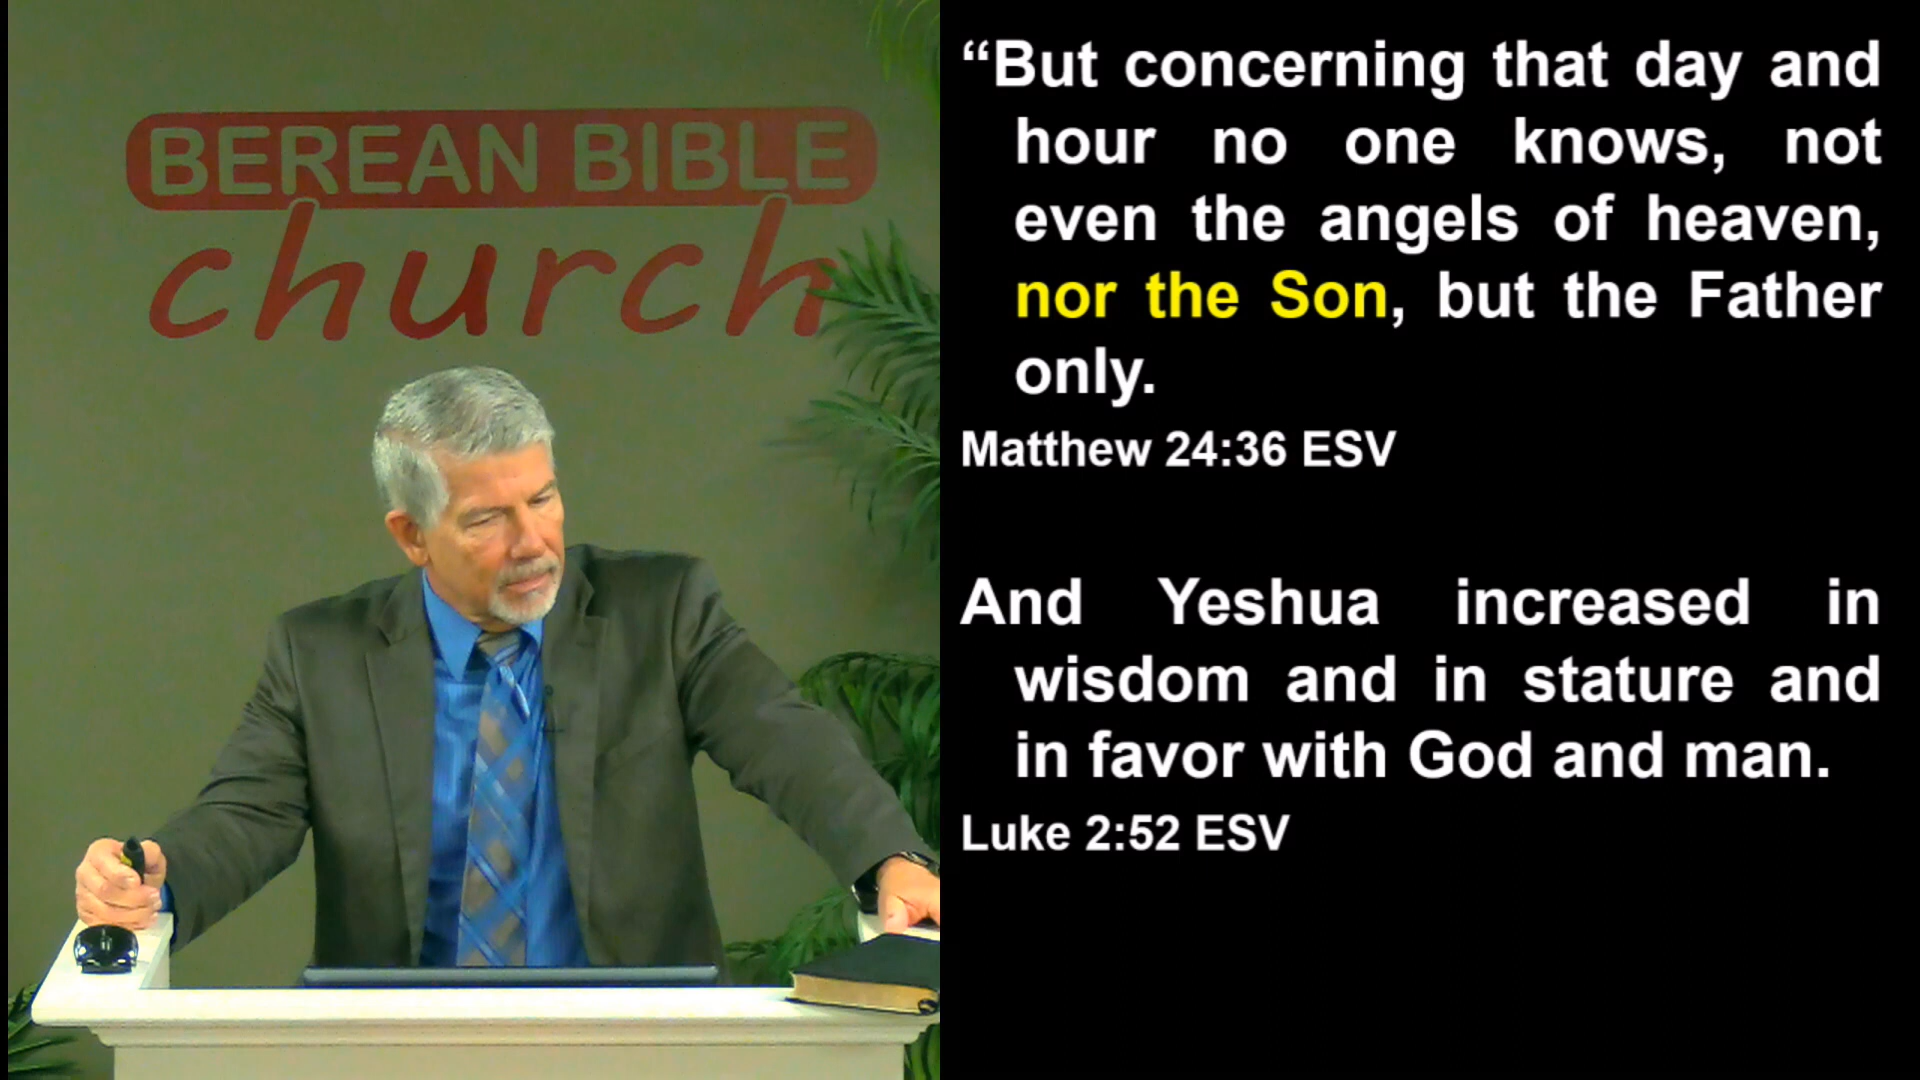 BEREAN BIBLE
church
“But concerning that day and
hour no one knows, not
even the angels of heaven,
nor the Son, but the Father
only.
Matthew 24:36 ESV
And Yeshua increased in
wisdom and in stature and
in favor with God and man.
Luke 2:52 ESV